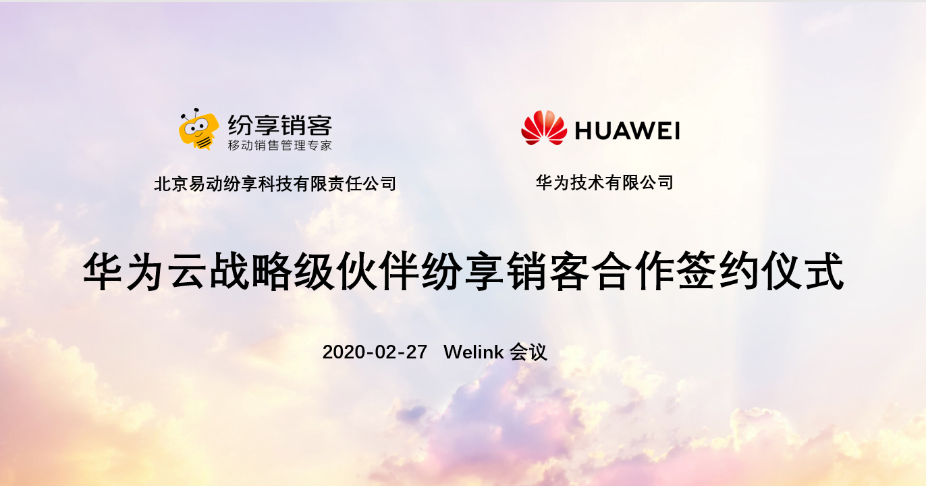 纷享销客
移动销售管理专家
HUAWEI
北京易动纷享科技有限责任公司
华为技术有限公司
华为云战略级伙伴纷享销客合作签约仪式
2020-02-27 Welink 会议